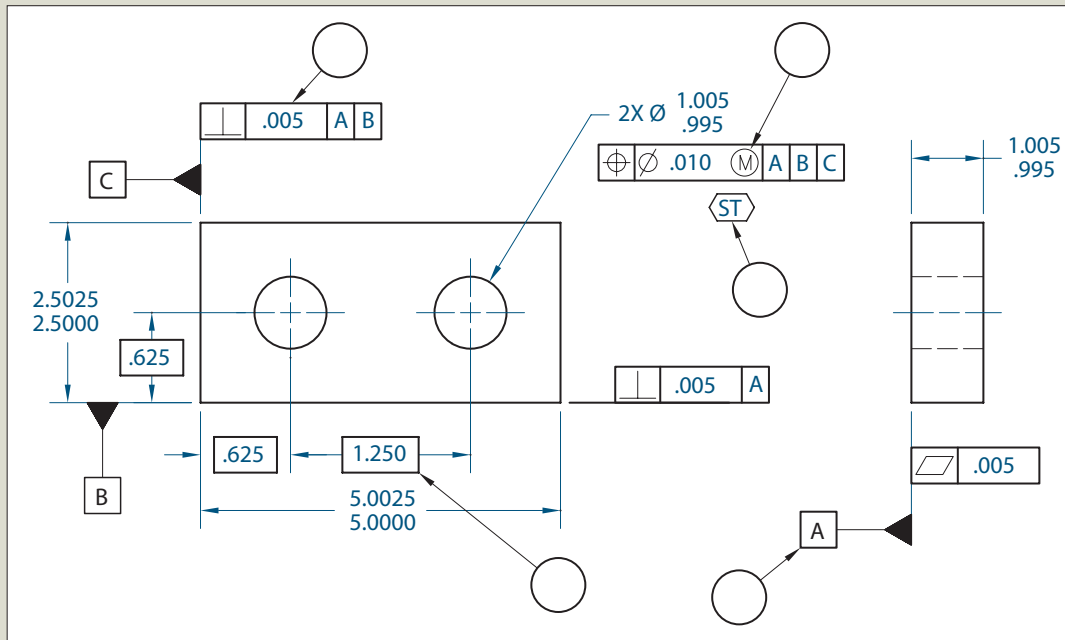 ⟂ .005 A B
2X Ø 1.005
.995
⌖ Ø .010 Ⓜ A B C
ST
1.005
.995
C
2.5025
2.5000
.625
⟂ .005 A
.625 1.250
5.0025
5.0000
B
⏥ .005
A